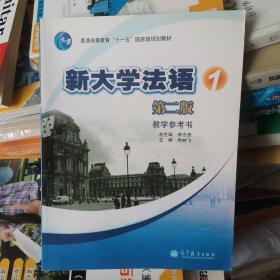 普通高等教育“十一五”国家级规划教材
新大学法语 1
第二版
教学参考书
总主编 李志清
主编 周林飞
高等教育出版社